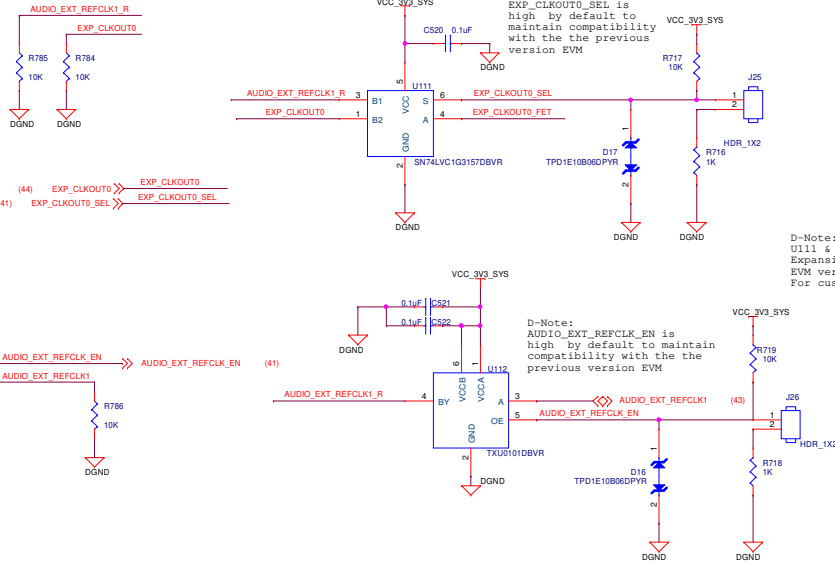 AUDIO_EXT_REFCLK1_R
EXP_CLKOUT0
R785
10K
R784
10K
DGND
DGND
VCC_3V3_SYS
C520
0.1uF
DGND
EXP_CLKOUT0_SEL is
high by default to
maintain compatibility
with the the previous
version EVM
VCC_3V3_SYS
R717
10K
J25
1
2
HDR_1X2
R716
1K
AUDIO_EXT_REFCLK1_R
EXP_CLKOUT0
3
1
5
U111
B1
B2
VCC
GND
S
A
6
4
2
EXP_CLKOUT0_SEL
EXP_CLKOUT0_FET
SN74LVC1G3157DBVR
1
D17
TPD1E10B06DPYR
2
DGND
DGND
DGND
(44)
EXP_CLKOUT0
EXP_CLKOUT0
41)
EXP_CLKOUT0_SEL
EXP_CLKOUT0_SEL
D-Note:
U111 &
Expansi
EVM ver
For cus
VCC_3V3_SYS
0.1uF
C521
0.1uF
C522
DGND
D-Note:
AUDIO_EXT_REFCLK_EN is
high by default to maintain
compatibility with the the
previous version EVM
VCC_3V3_SYS
R719
10K
AUDIO_EXT_REFCLK_EN
AUDIO_EXT_REFCLK_EN
(41)
AUDIO_EXT_REFCLK1
R786
10K
DGND
AUDIO_EXT_REFCLK1_R
4
6
1
U112
BY
VCCB
VCCA
GND
A
OE
3
5
2
TXU0101DBVR
DGND
AUDIO_EXT_REFCLK1
(43)
AUDIO_EXT_REFCLK_EN
J26
1
2
HDR_1X2
1
D16
TPD1E10B06DPYR
2
R718
1K
DGND
DGND